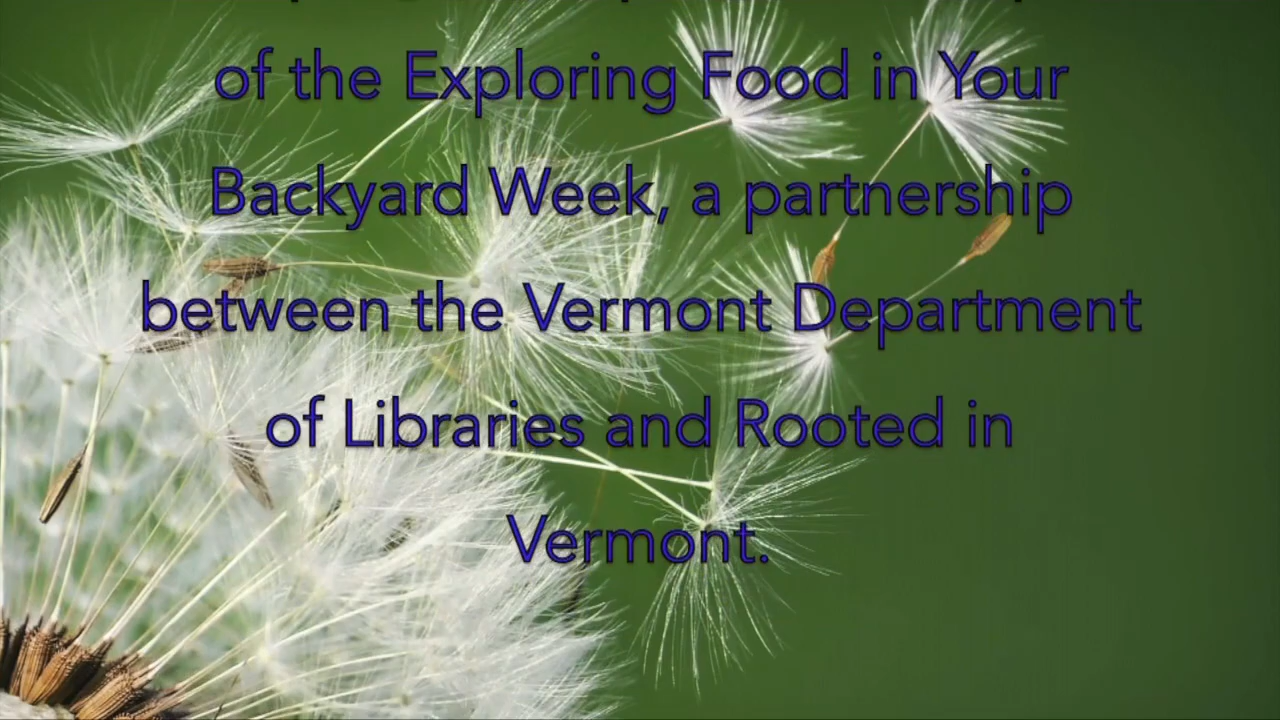 of the Exploring Food in Your
Backyard Week, a partnership
between the Vermont Department
of Libraries and Rooted in
Vermont.